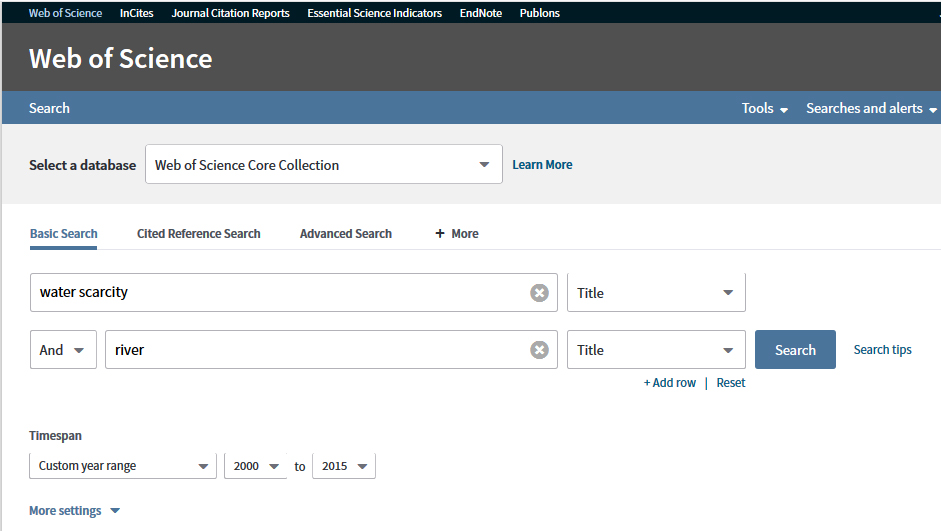 Web of Science InCites Journal Citation Reports Essential Science Indicators EndNote Publons
Web of Science
Search Tools Searches and alerts
Select a database Web of Science Core Collection Learn More
Basic Search Cited Reference Search Advanced Search + More
water scarcity Title
And river Title Search Search tips
+ Add row | Reset
Timespan
Custom year range 2000 to 2015
More settings